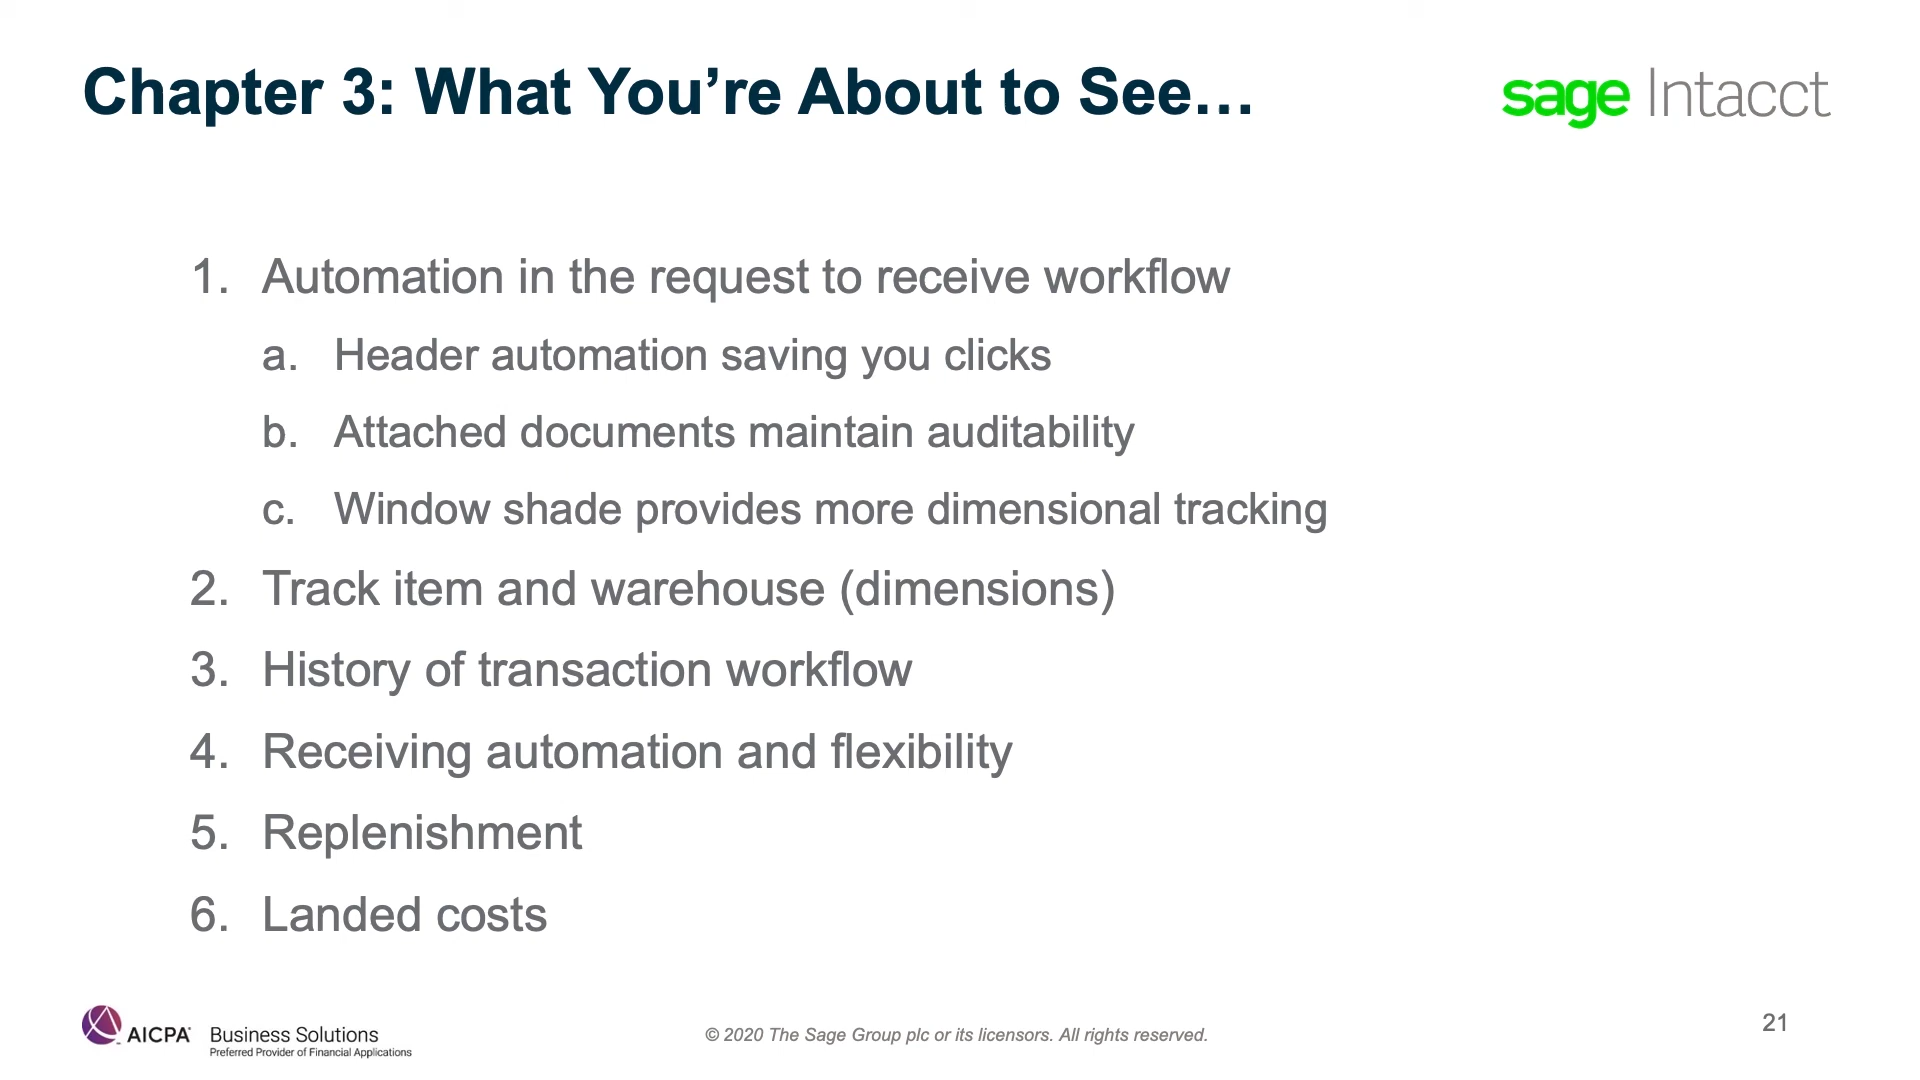 Chapter 3: What You’re About to See…
sage Intacct
1. Automation in the request to receive workflow
a. Header automation saving you clicks
b. Attached documents maintain auditability
c. Window shade provides more dimensional tracking
2. Track item and warehouse (dimensions)
3. History of transaction workflow
4. Receiving automation and flexibility
5. Replenishment
6. Landed costs
AICPA Business Solutions
Preferred Provider of Financial Applications
© 2020 The Sage Group plc or its licensors. All rights reserved.
21